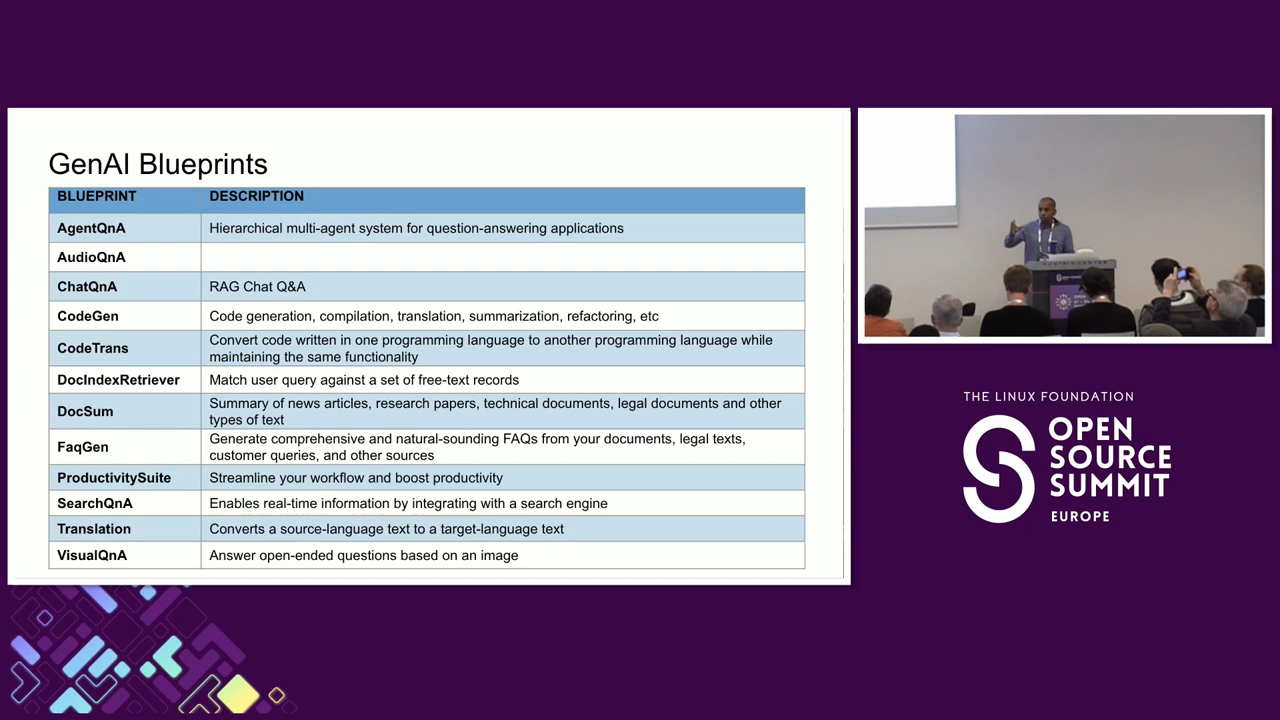 GenAI Blueprints
BLUEPRINT DESCRIPTION
AgentQnA Hierarchical multi-agent system for question-answering applications
AudioQnA
ChatQnA RAG Chat Q&A
CodeGen Code generation, compilation, translation, summarization, refactoring, etc
CodeTrans Convert code written in one programming language to another programming language while
maintaining the same functionality
DocIndexRetriever Match user query against a set of free-text records
DocSum Summary of news articles, research papers, technical documents, legal documents and other
types of text
FaqGen Generate comprehensive and natural-sounding FAQs from your documents, legal texts,
customer queries, and other sources
ProductivitySuite Streamline your workflow and boost productivity
SearchQnA Enables real-time information by integrating with a search engine
Translation Converts a source-language text to a target-language text
VisualQnA Answer open-ended questions based on an image
THE LINUX FOUNDATION
OPEN
SOURCE
SUMMIT
EUROPE